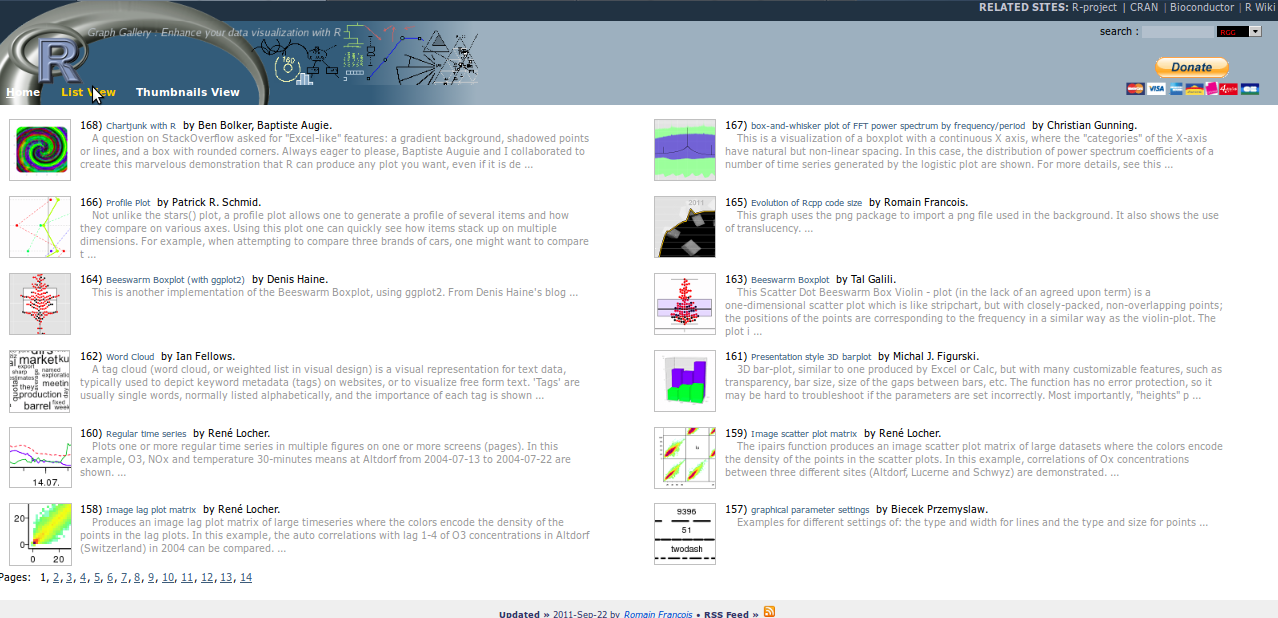 RELATED SITES: R-project | CRAN | Bioconductor | R Wiki
Graph Gallery : Enhance your data visualization with R
search :
RGG
R
160
Donate
VISA
Home List View Thumbnails View
168) Chartjunk with R by Ben Bolker, Baptiste Augie.
A question on StackOverflow asked for "Excel-like" features: a gradient background, shadowed points
or lines, and a box with rounded corners. Always eager to please, Baptiste Auguie and I collaborated to
create this marvelous demonstration that R can produce any plot you want, even if it is de ...
167) box-and-whisker plot of FFT power spectrum by frequency/period by Christian Gunning.
This is a visualization of a boxplot with a continuous X axis, where the "categories" of the X-axis
have natural but non-linear spacing. In this case, the distribution of power spectrum coefficients of a
number of time series generated by the logistic plot are shown. For more details, see this ...
166) Profile Plot by Patrick R. Schmid.
Not unlike the stars() plot, a profile plot allows one to generate a profile of several items and how
they compare on various axes. Using this plot one can quickly see how items stack up on multiple
dimensions. For example, when attempting to compare three brands of cars, one might want to compare
t ...
2011
165) Evolution of Rcpp code size by Romain Francois.
This graph uses the png package to import a png file used in the background. It also shows the use
of translucency. ...
164) Beeswarm Boxplot (with ggplot2) by Denis Haine.
This is another implementation of the Beeswarm Boxplot, using ggplot2. From Denis Haine's blog ...
163) Beeswarm Boxplot by Tal Galili.
This Scatter Dot Beeswarm Box Violin - plot (in the lack of an agreed upon term) is a
one-dimensional scatter plot which is like stripchart, but with closely-packed, non-overlapping points;
the positions of the points are corresponding to the frequency in a similar way as the violin-plot. The
plot i ...
market
export
named
meeting
they
production
barrel
fixed
week
162) Word Cloud by Ian Fellows.
A tag cloud (word cloud, or weighted list in visual design) is a visual representation for text data,
typically used to depict keyword metadata (tags) on websites, or to visualize free form text. 'Tags' are
usually single words, normally listed alphabetically, and the importance of each tag is shown ...
161) Presentation style 3D barplot by Michal J. Figurski.
3D bar-plot, similar to one produced by Excel or Calc, but with many customizable features, such as
transparency, bar size, size of the gaps between bars, etc. The function has no error protection, so it
may be hard to troubleshoot if the parameters are set incorrectly. Most importantly, "heights" p ...
14.07.
160) Regular time series by René Locher.
Plots one or more regular time series in multiple figures on one or more screens (pages). In this
example, O3, NOx and temperature 30-minutes means at Altdorf from 2004-07-13 to 2004-07-22 are
shown. ...
159) Image scatter plot matrix by René Locher.
The ipairs function produces an image scatter plot matrix of large datasets where the colors encode
the density of the points in the scatter plots. In this example, correlations of Ox concentrations
between three different sites (Altdorf, Lucerne and Schwyz) are demonstrated. ...
20
0
0 20
158) Image lag plot matrix by René Locher.
Produces an image lag plot matrix of large timeseries where the colors encode the density of the
points in the lag plots. In this example, the auto correlations with lag 1-4 of O3 concentrations in Altdorf
(Switzerland) in 2004 can be compared. ...
9396
51
twodash
157) graphical parameter settings by Biecek Przemyslaw.
Examples for different settings of: the type and width for lines and the type and size for points ...
Pages: 1, 2, 3, 4, 5, 6, 7, 8, 9, 10, 11, 12, 13, 14
Updated » 2011-Sep-22 by Romain Francois • RSS Feed »